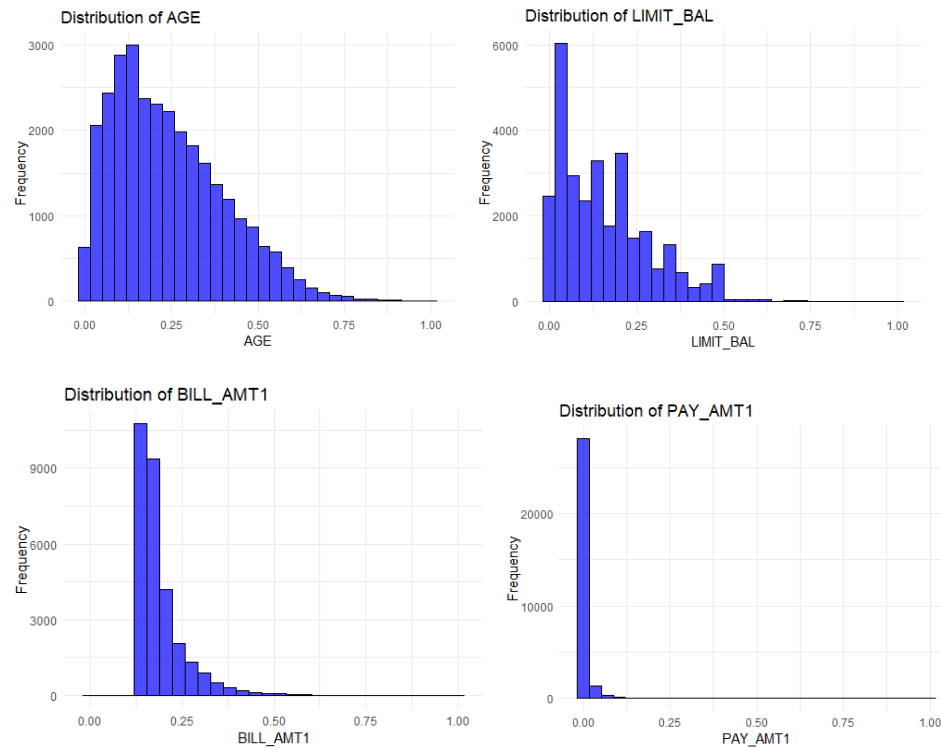 Distribution of AGE
3000
2000
1000
0
Frequency
0.00 0.25 0.50 0.75 1.00
AGE
Distribution of LIMIT_BAL
6000
4000
2000
0
Frequency
0.00 0.25 0.50 0.75 1.00
LIMIT_BAL
Distribution of BILL_AMT1
9000
6000
3000
0
Frequency
0.00 0.25 0.50 0.75 1.00
BILL_AMT1
Distribution of PAY_AMT1
20000
10000
0
Frequency
0.00 0.25 0.50 0.75 1.00
PAY_AMT1